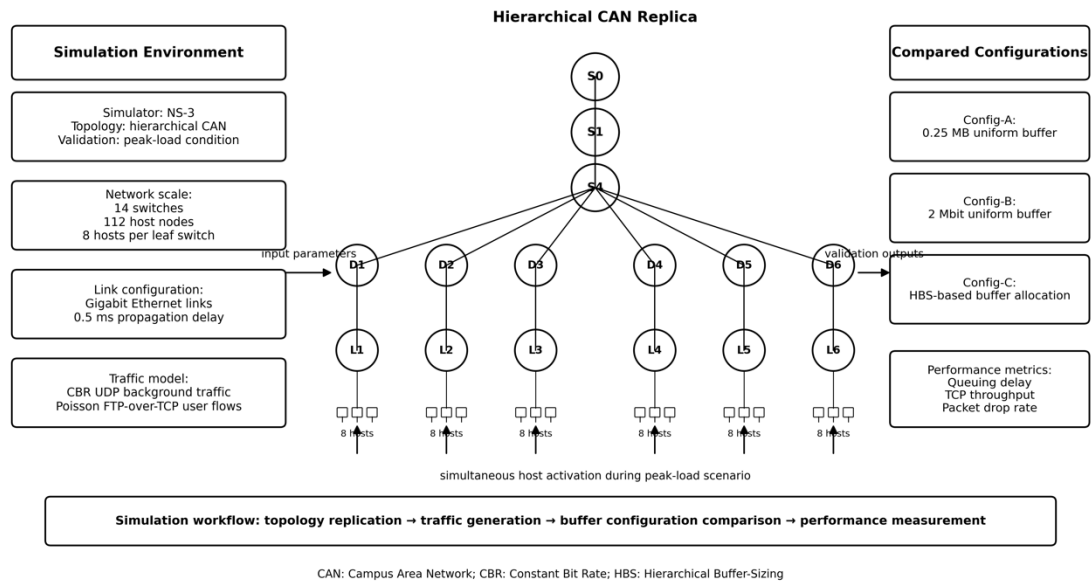 Hierarchical CAN Replica
Simulation Environment
Simulator: NS-3
Topology: hierarchical CAN
Validation: peak-load condition
Network scale:
14 switches
112 host nodes
8 hosts per leaf switch
Link configuration:
Gigabit Ethernet links
0.5 ms propagation delay
Traffic model:
CBR UDP background traffic
Poisson FTP-over-TCP user flows
input parameters
S0
S1
S4
D1
D2
D3
D4
D5
D6
L1
L2
L3
L4
L5
L6
8 hosts
8 hosts
8 hosts
8 hosts
8 hosts
8 hosts
simultaneous host activation during peak-load scenario
validation outputs
Compared Configurations
Config-A:
0.25 MB uniform buffer
Config-B:
2 Mbit uniform buffer
Config-C:
HBS-based buffer allocation
Performance metrics:
Queuing delay
TCP throughput
Packet drop rate
Simulation workflow: topology replication → traffic generation → buffer configuration comparison → performance measurement
CAN: Campus Area Network; CBR: Constant Bit Rate; HBS: Hierarchical Buffer-Sizing